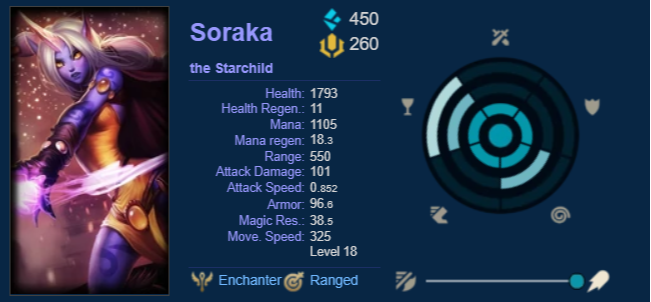 Soraka
450
260
the Starchild
Health: 1793
Health Regen.: 11
Mana: 1105
Mana regen: 18.3
Range: 550
Attack Damage: 101
Attack Speed: 0.852
Armor: 96.6
Magic Res.: 38.5
Move. Speed: 325
Level 18
Enchanter Ranged